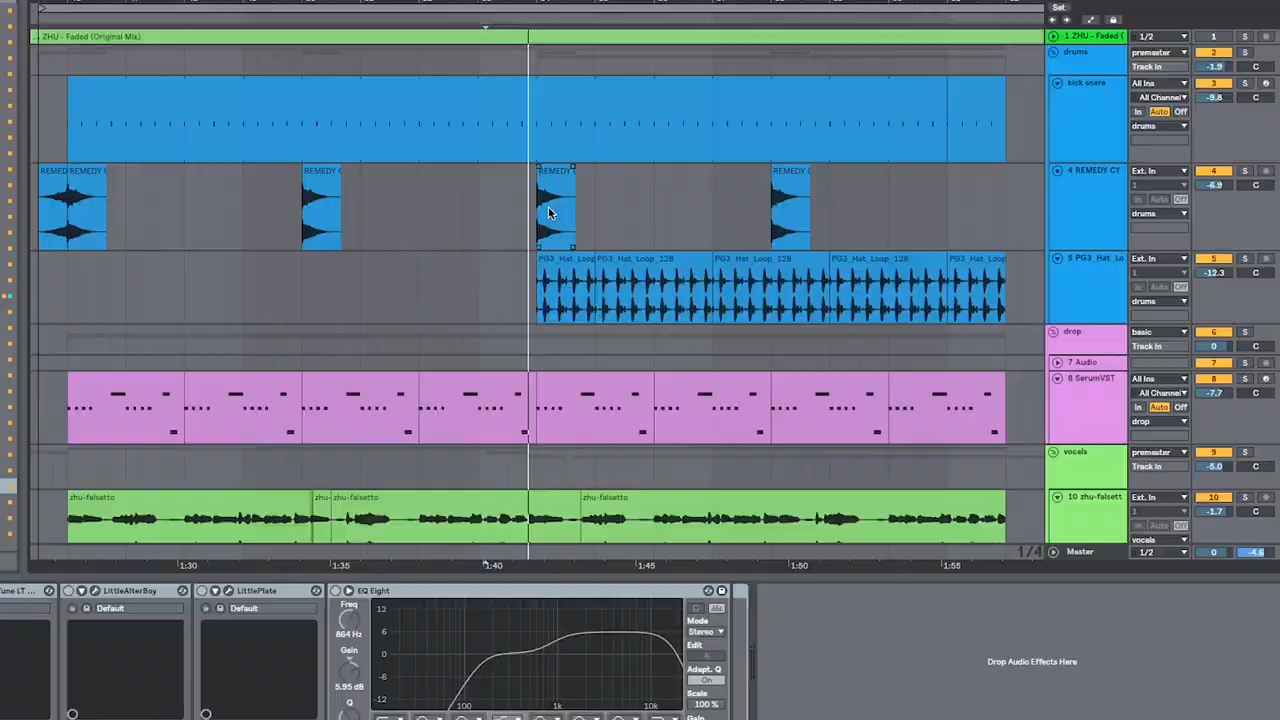 Set
... ZHU - Faded (Original Mix)
1 ZHU - Faded (
1/2
1
S
drums
premaster
2
S
Track In
-1.9
C
kick snare
All Ins
3
S
All Channel
-9.8
C
In Auto Off
drums
REMED
REMEDY (
REMEDY (
REMEDY
REMEDY (
4 REMEDY CY
Ext. In
4
S
1
-6.9
C
In Auto Off
drums
PG3_Hat_Loop
PG3_Hat_Loop_128
PG3_Hat_Loop_128
PG3_Hat_Loop_128
PG3_Hat_Loop
5 PG3_Hat_Lo
Ext. In
5
S
1
-12.3
C
In Auto Off
drums
drop
basic
6
S
Track In
0
C
7 Audio
7
S
8 SerumVST
All Ins
8
S
All Channel
-7.7
C
In Auto Off
drop
vocals
premaster
9
S
Track In
-5.0
C
zhu-falsetto
zhu-
zhu-falsetto
zhu-falsetto
10 zhu-falsett
Ext. In
10
S
1
-1.7
C
In Auto Off
vocals
1/4
Master
1/2
0
-4.6
1:30
1:35
1:40
1:45
1:50
1:55
Tune LT ...
LittleAlterBoy
LittlePlate
EQ Eight
Default
Default
Freq
864 Hz
Gain
5.95 dB
Q
12
6
0
-6
-12
100
1k
10k
Mode
Stereo
Edit
A
Adapt. Q
On
Scale
100 %
Gain
Drop Audio Effects Here